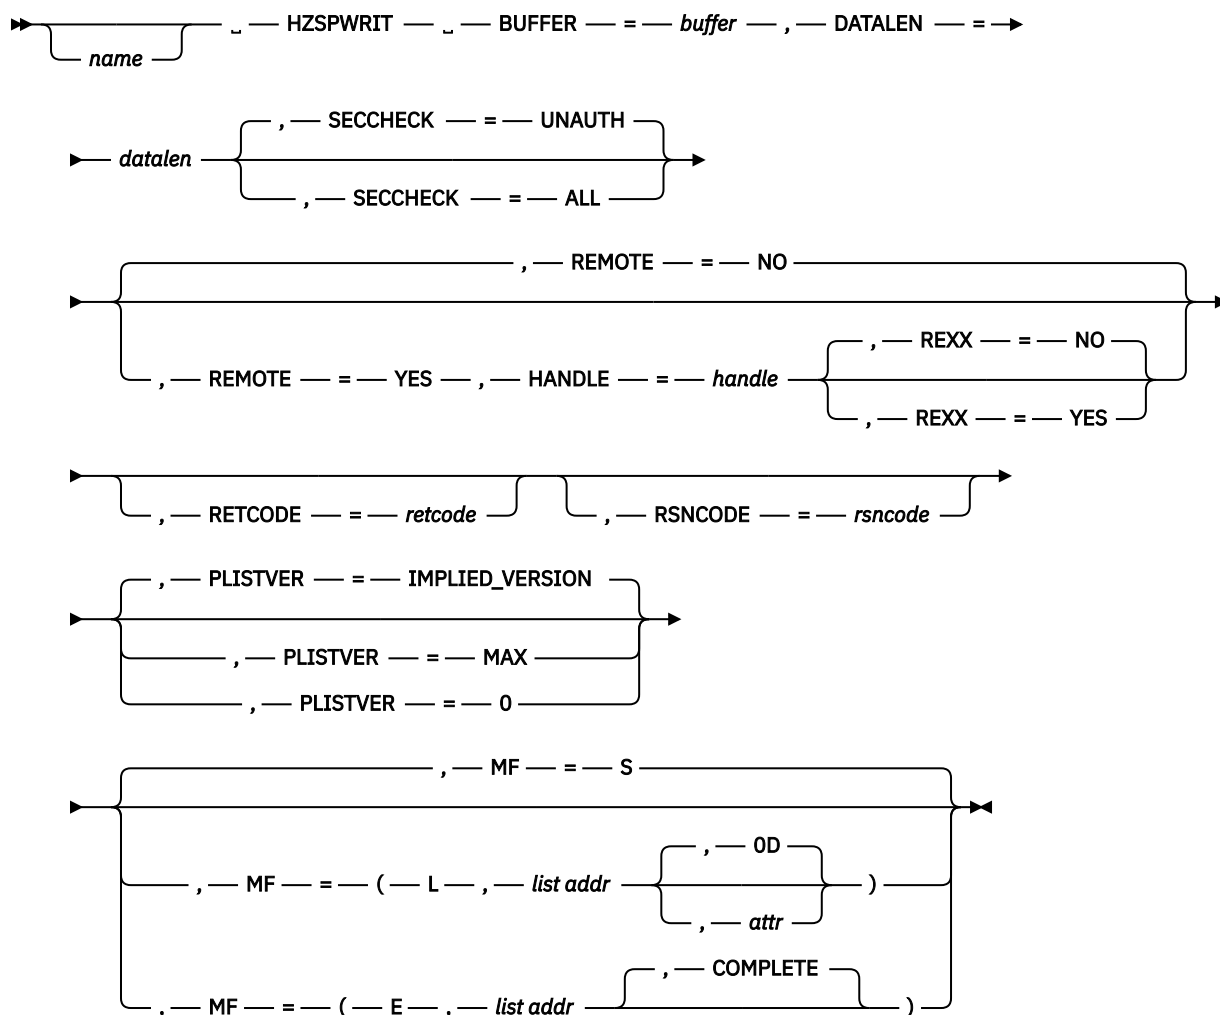 ␣ HZSPWRIT ␣ BUFFER = buffer , DATALEN =
name
, SECCHECK = UNAUTH
datalen
, SECCHECK = ALL
, REMOTE = NO
, REXX = NO
, REMOTE = YES , HANDLE = handle
, REXX = YES
, RETCODE = retcode , RSNCODE = rsncode
, PLISTVER = IMPLIED_VERSION
, PLISTVER = MAX
, PLISTVER = 0
, MF = S
, 0D
, MF = ( L , list addr )
, attr
, COMPLETE
, MF = ( E , list addr )